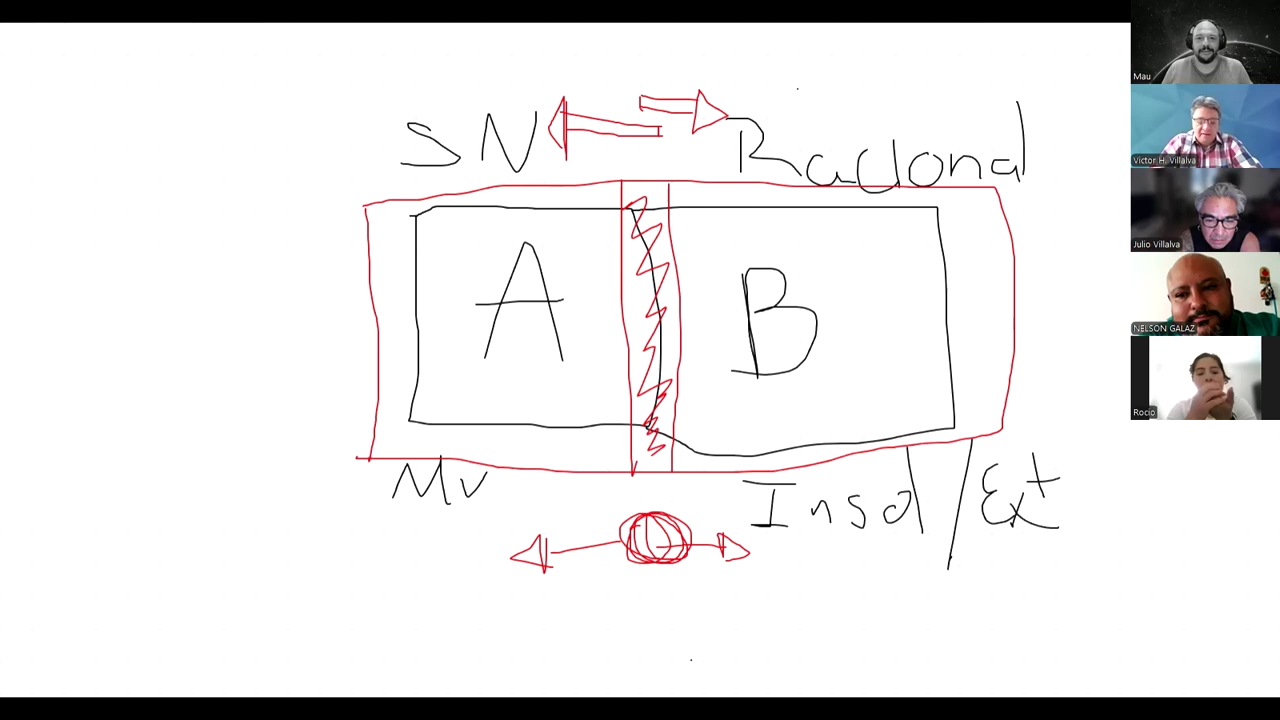 SN Racional
A B
Mv Insd/Ext
Mau
Victor H. Villalva
Julio Villalva
NELSON GALAZ
Rocio